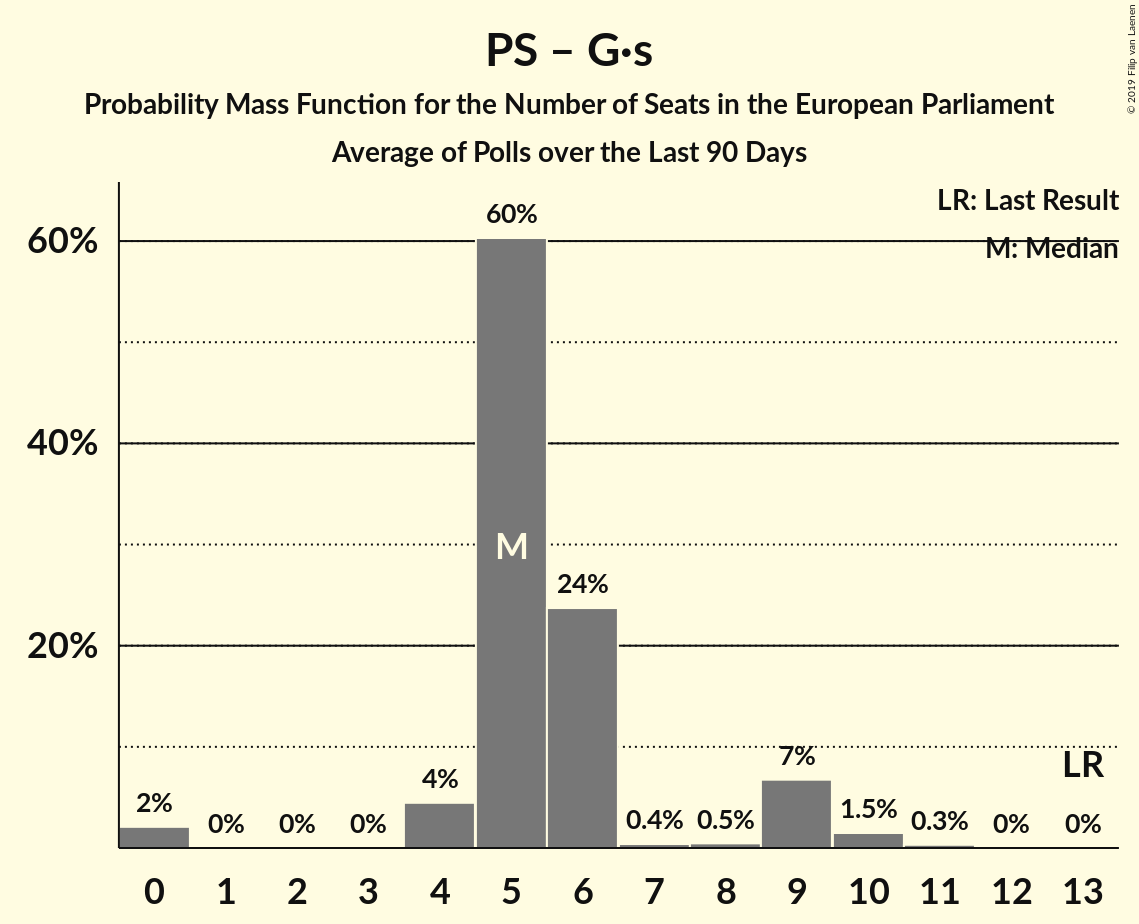 PS – G·s
Probability Mass Function for the Number of Seats in the European Parliament
Average of Polls over the Last 90 Days
© 2019 Filip van Laenen
LR: Last Result
M: Median
60%
40%
20%
60%
M
24%
7%
LR
4%
2%
0%
0%
0%
0.4%
0.5%
1.5%
0.3%
0%
0%
0 1 2 3 4 5 6 7 8 9 10 11 12 13